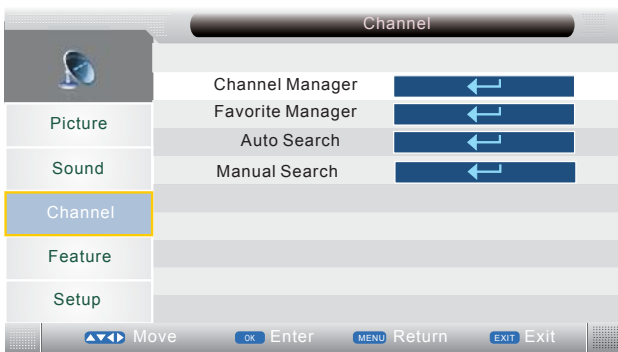 Channel
Channel Manager
Favorite Manager
Auto Search
Manual Search
Picture
Sound
Channel
Feature
Setup
Move OK Enter MENU Return EXIT Exit